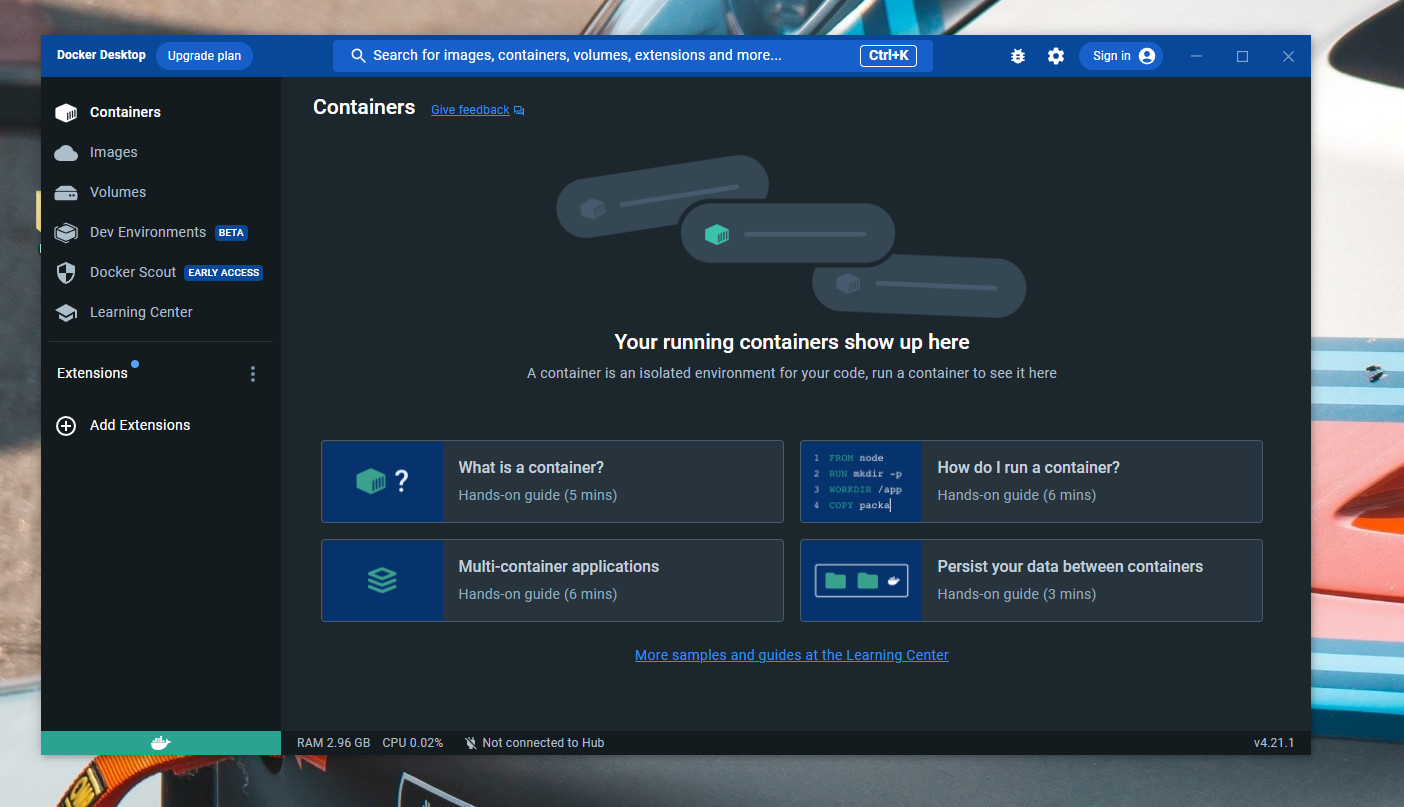 Docker Desktop
Upgrade plan
Search for images, containers, volumes, extensions and more...
Ctrl+K
Sign in
Containers
Images
Volumes
Dev Environments BETA
Docker Scout EARLY ACCESS
Learning Center
Extensions
Add Extensions
Containers
Give feedback
Your running containers show up here
A container is an isolated environment for your code, run a container to see it here
?
What is a container?
Hands-on guide (5 mins)
1 FROM node
2 RUN mkdir -p
3 WORKDIR /app
4 COPY packa
How do I run a container?
Hands-on guide (6 mins)
Multi-container applications
Hands-on guide (6 mins)
Persist your data between containers
Hands-on guide (3 mins)
More samples and guides at the Learning Center
RAM 2.96 GB CPU 0.02% Not connected to Hub
v4.21.1